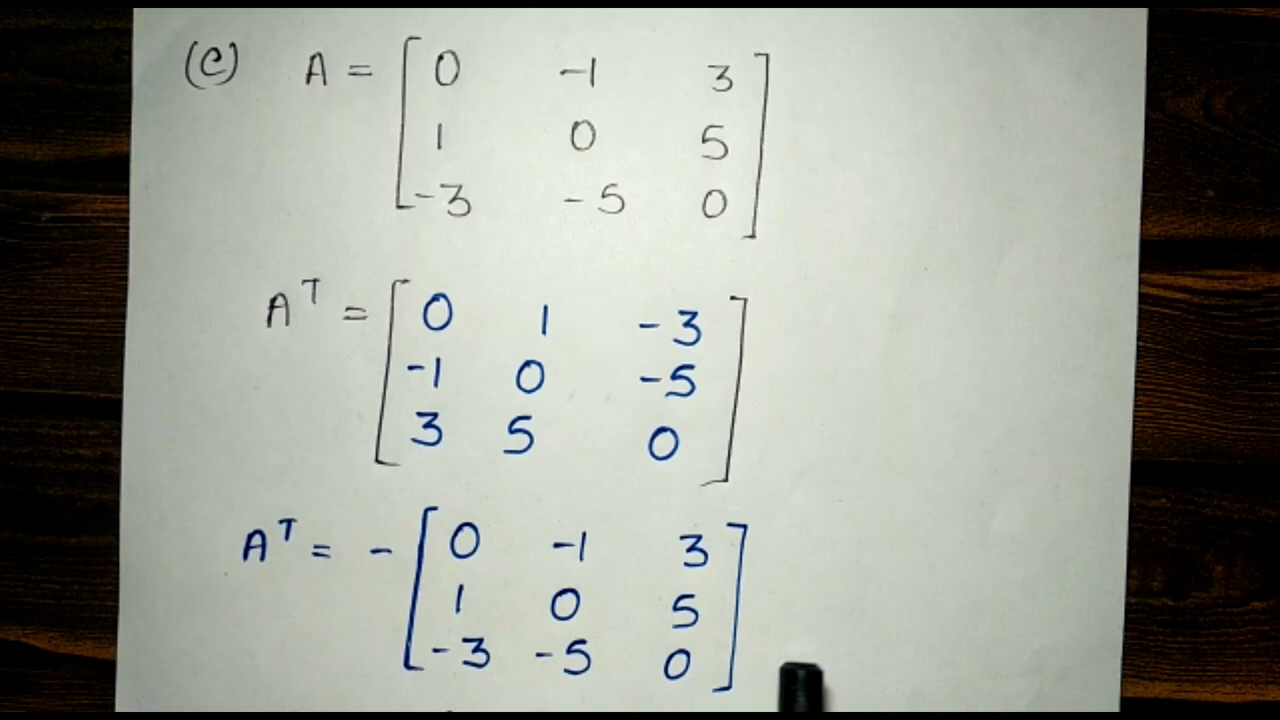 (c) A = [ 0 -1 3
1 0 5
-3 -5 0 ]
A^T = [ 0 1 -3
-1 0 -5
3 5 0 ]
A^T = - [ 0 -1 3
1 0 5
-3 -5 0 ]